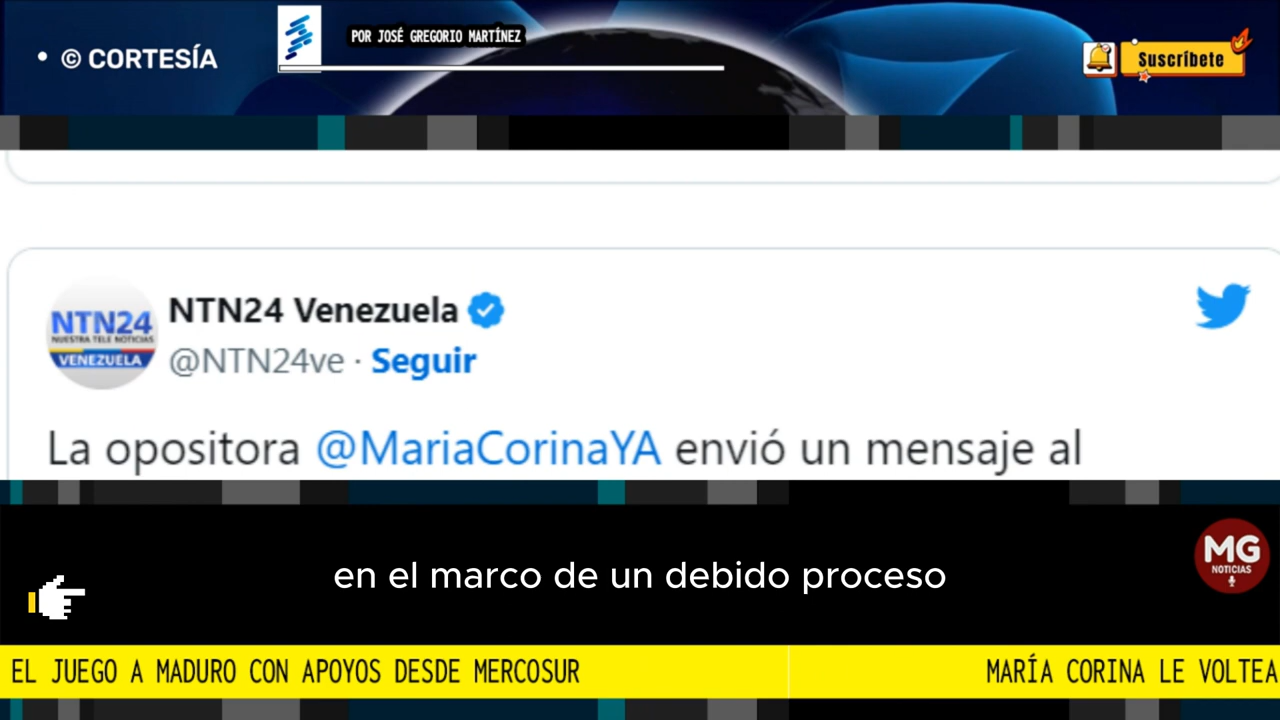 • © CORTESÍA
POR JOSÉ GREGORIO MARTÍNEZ
Suscríbete
NTN24
NUESTRA TELE NOTICIAS
VENEZUELA
NTN24 Venezuela
@NTN24ve · Seguir
La opositora @MariaCorinaYA envió un mensaje al
en el marco de un debido proceso
MG
NOTICIAS
EL JUEGO A MADURO CON APOYOS DESDE MERCOSUR
MARÍA CORINA LE VOLTEA